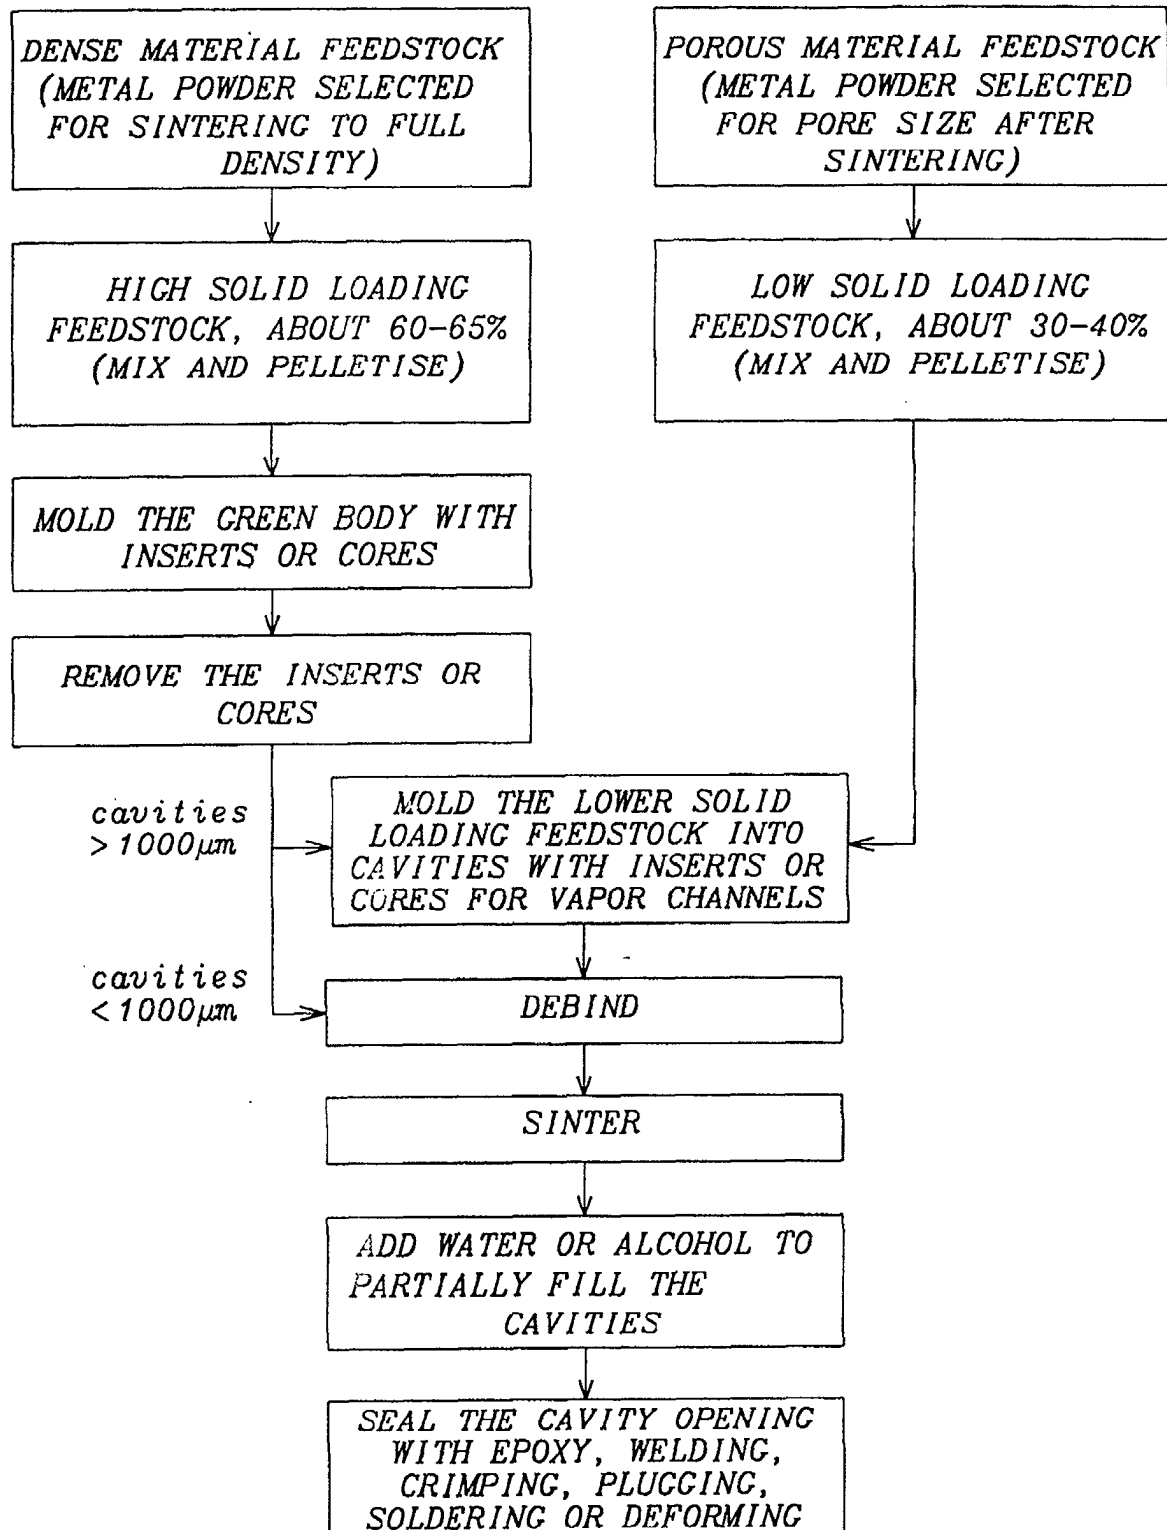 DENSE MATERIAL FEEDSTOCK
(METAL POWDER SELECTED
FOR SINTERING TO FULL
DENSITY)
POROUS MATERIAL FEEDSTOCK
(METAL POWDER SELECTED
FOR PORE SIZE AFTER
SINTERING)
HIGH SOLID LOADING
FEEDSTOCK, ABOUT 60-65%
(MIX AND PELLETISE)
LOW SOLID LOADING
FEEDSTOCK, ABOUT 30-40%
(MIX AND PELLETISE)
MOLD THE GREEN BODY WITH
INSERTS OR CORES
REMOVE THE INSERTS OR
CORES
cavities
>1000μm
MOLD THE LOWER SOLID
LOADING FEEDSTOCK INTO
CAVITIES WITH INSERTS OR
CORES FOR VAPOR CHANNELS
cavities
<1000μm
DEBIND
SINTER
ADD WATER OR ALCOHOL TO
PARTIALLY FILL THE
CAVITIES
SEAL THE CAVITY OPENING
WITH EPOXY, WELDING,
CRIMPING, PLUGGING,
SOLDERING OR DEFORMING